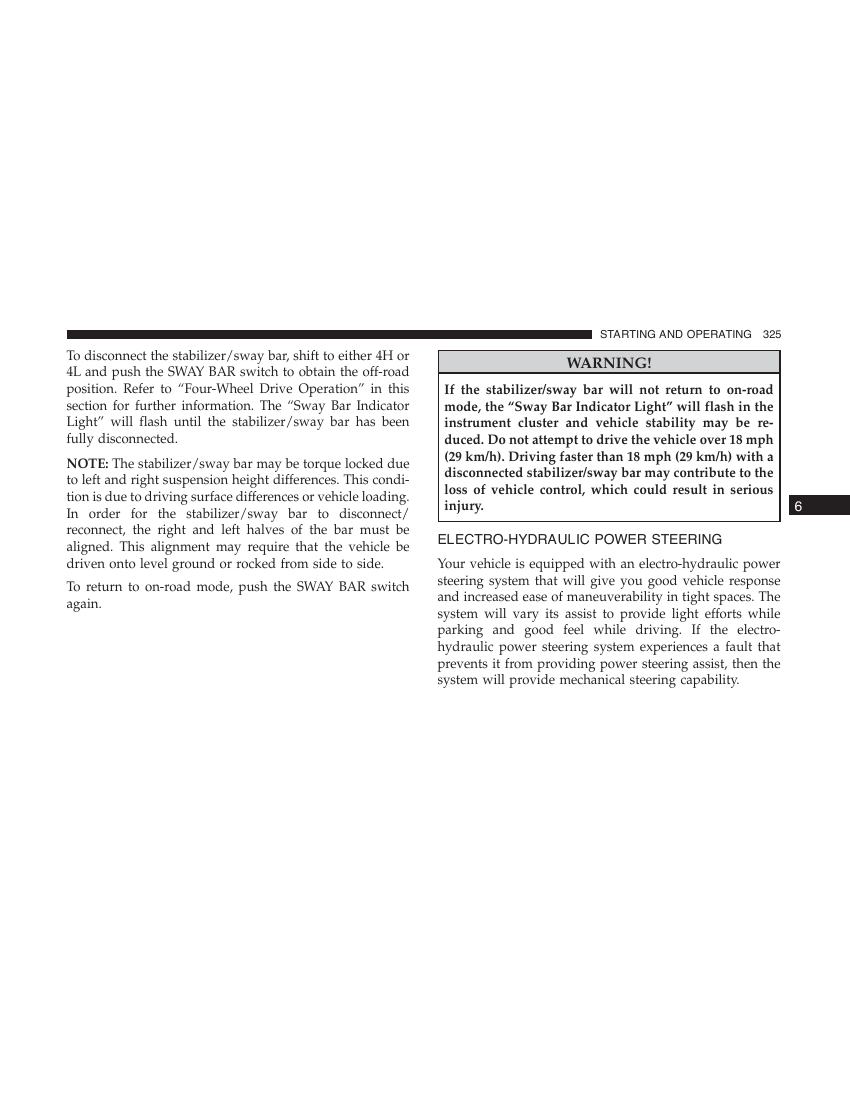 STARTING AND OPERATING 325
To disconnect the stabilizer/sway bar, shift to either 4H or
4L and push the SWAY BAR switch to obtain the off-road
position. Refer to “Four-Wheel Drive Operation” in this
section for further information. The “Sway Bar Indicator
Light” will flash until the stabilizer/sway bar has been
fully disconnected.
NOTE: The stabilizer/sway bar may be torque locked due
to left and right suspension height differences. This condi-
tion is due to driving surface differences or vehicle loading.
In order for the stabilizer/sway bar to disconnect/
reconnect, the right and left halves of the bar must be
aligned. This alignment may require that the vehicle be
driven onto level ground or rocked from side to side.
To return to on-road mode, push the SWAY BAR switch
again.
WARNING!
If the stabilizer/sway bar will not return to on-road
mode, the “Sway Bar Indicator Light” will flash in the
instrument cluster and vehicle stability may be re-
duced. Do not attempt to drive the vehicle over 18 mph
(29 km/h). Driving faster than 18 mph (29 km/h) with a
disconnected stabilizer/sway bar may contribute to the
loss of vehicle control, which could result in serious
injury.
ELECTRO-HYDRAULIC POWER STEERING
Your vehicle is equipped with an electro-hydraulic power
steering system that will give you good vehicle response
and increased ease of maneuverability in tight spaces. The
system will vary its assist to provide light efforts while
parking and good feel while driving. If the electro-
hydraulic power steering system experiences a fault that
prevents it from providing power steering assist, then the
system will provide mechanical steering capability.
6